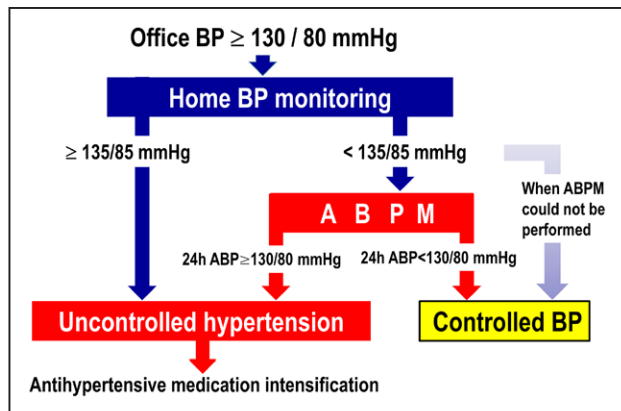 Office BP ≥ 130 / 80 mmHg
Home BP monitoring
≥ 135/85 mmHg
< 135/85 mmHg
When ABPM
could not be
performed
A B P M
24h ABP≥130/80 mmHg
24h ABP<130/80 mmHg
Uncontrolled hypertension
Controlled BP
Antihypertensive medication intensification